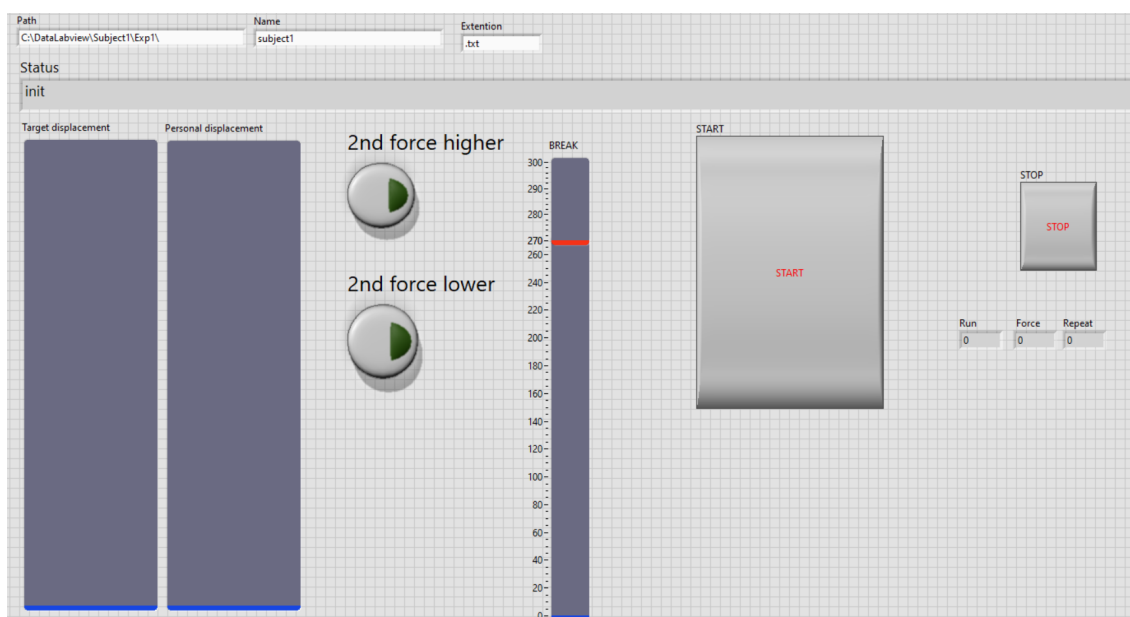 Path
Name
Extention
C:\DataLabview\Subject1\Exp1\
subject1
.txt
Status
init
Target displacement
Personal displacement
2nd force higher
2nd force lower
BREAK
300
290
280
270
260
240
220
200
180
160
140
120
100
80
60
40
20
0
START
START
STOP
STOP
Run
Force
Repeat
0
0
0